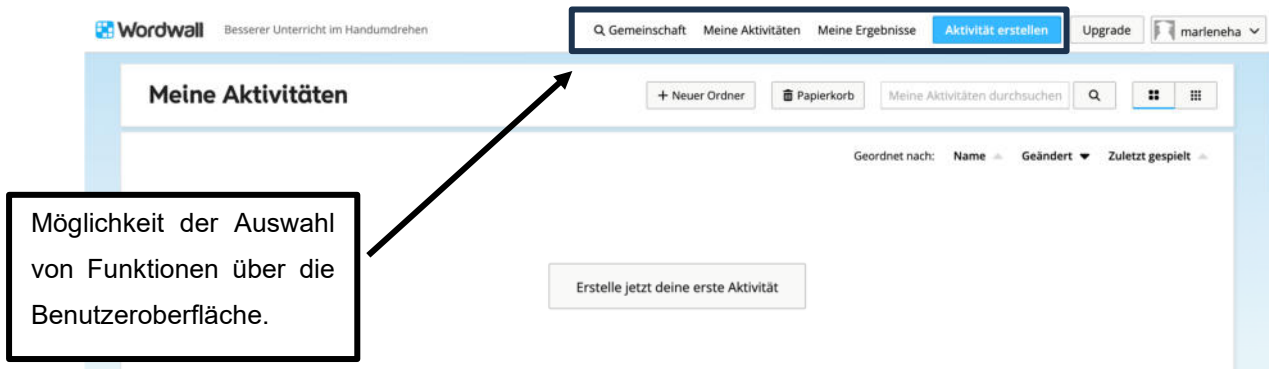 Wordwall Besserer Unterricht im Handumdrehen Gemeinschaft Meine Aktivitäten Meine Ergebnisse Aktivität erstellen Upgrade marleneha
Meine Aktivitäten + Neuer Ordner Papierkorb Meine Aktivitäten durchsuchen
Geordnet nach: Name Geändert Zuletzt gespielt
Möglichkeit der Auswahl
von Funktionen über die
Benutzeroberfläche.
Erstelle jetzt deine erste Aktivität